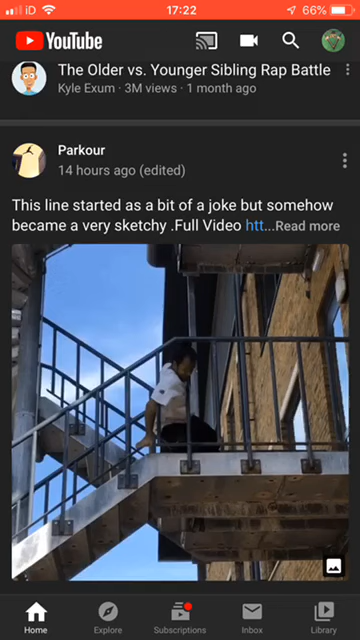 iD
17:22
66%
YouTube
The Older vs. Younger Sibling Rap Battle
Kyle Exum · 3M views · 1 month ago
Parkour
14 hours ago (edited)
This line started as a bit of a joke but somehow
became a very sketchy .Full Video htt...Read more
Home
Explore
Subscriptions
Inbox
Library